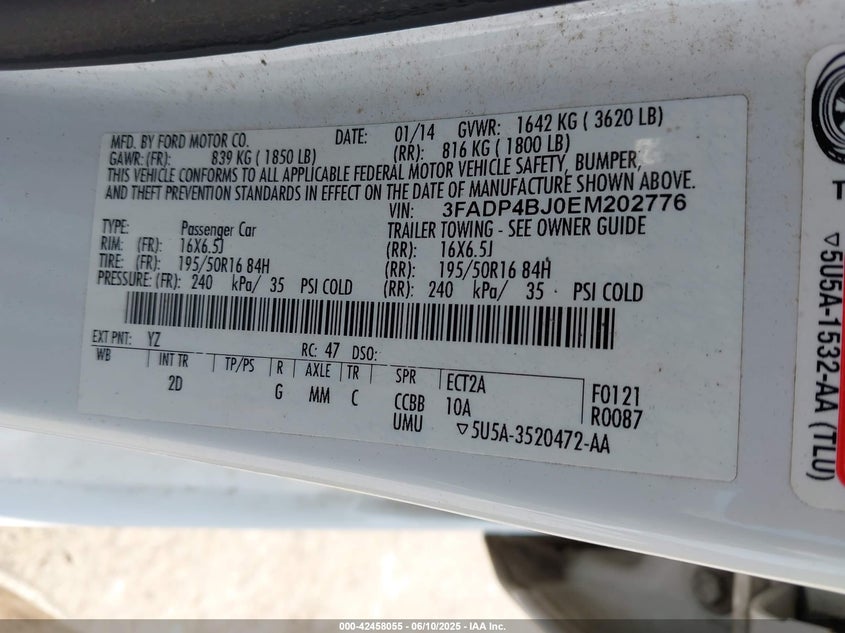 MFD. BY FORD MOTOR CO. DATE: 01/14 GVWR: 1642 KG ( 3620 LB)
GAWR: (FR): 839 KG ( 1850 LB) (RR): 816 KG ( 1800 LB)
THIS VEHICLE CONFORMS TO ALL APPLICABLE FEDERAL MOTOR VEHICLE SAFETY, BUMPER,
AND THEFT PREVENTION STANDARDS IN EFFECT ON THE DATE OF MANUFACTURE SHOWN ABOVE.
VIN: 3FADP4BJ0EM202776
TYPE: Passenger Car TRAILER TOWING - SEE OWNER GUIDE
RIM: (FR): 16X6.5J (RR): 16X6.5J
TIRE: (FR): 195/50R16 84H (RR): 195/50R16 84H
PRESSURE: (FR): 240 kPa/ 35 PSI COLD (RR): 240 kPa/ 35 PSI COLD
EXT PNT: YZ RC: 47 DSO:
WB INT TR TP/PS R AXLE TR SPR ECT2A F0121
2D G MM C CCBB 10A R0087
UMU ▽5U5A-3520472-AA
▽5U5A-1532-AA (TLU)
T
000-42458055 - 06/10/2025 - IAA Inc.